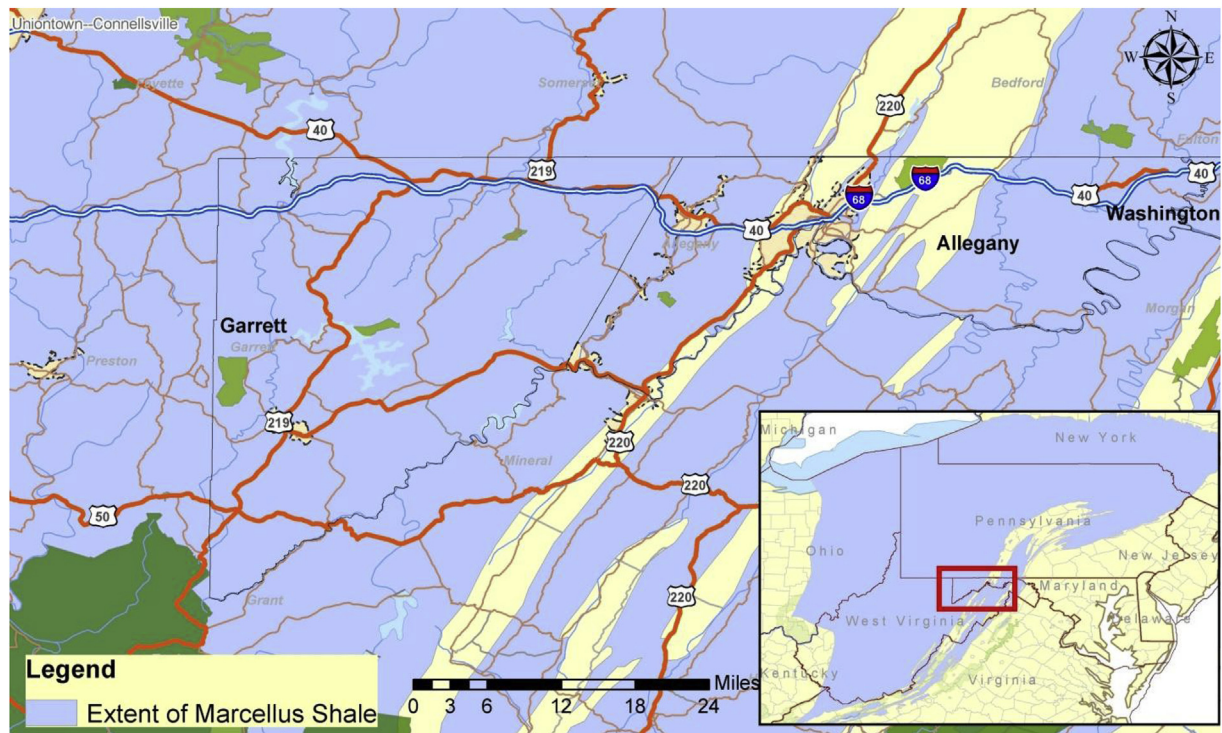 Uniontown--Connellsville
N
W E
S
Fayette
Somerset
Bedford
Fulton
220
40
219
68
68
40
40
40
Washington
Allegany
Allegany
Morgan
Garrett
Garrett
Preston
219
220
Mineral
220
50
220
Grant
Legend
Extent of Marcellus Shale
0 3 6 12 18 24
Miles
Michigan
New York
Pennsylvania
Ohio
New Jersey
Maryland
Delaware
West Virginia
Kentucky
Virginia